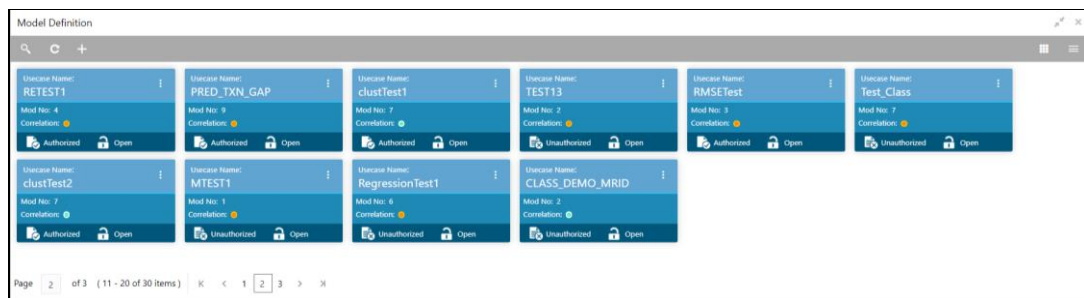 Model Definition
Usecase Name:
RETEST1
Mod No: 4
Correlation:
Authorized Open
Usecase Name:
PRED_TXN_GAP
Mod No: 9
Correlation:
Authorized Open
Usecase Name:
clustTest1
Mod No: 7
Correlation:
Authorized Open
Usecase Name:
TEST13
Mod No: 2
Correlation:
Unauthorized Open
Usecase Name:
RMSETest
Mod No: 3
Correlation:
Authorized Open
Usecase Name:
Test_Class
Mod No: 7
Correlation:
Unauthorized Open
Usecase Name:
clustTest2
Mod No: 7
Correlation:
Authorized Open
Usecase Name:
MTEST1
Mod No: 1
Correlation:
Unauthorized Open
Usecase Name:
RegressionTest1
Mod No: 6
Correlation:
Unauthorized Open
Usecase Name:
CLASS_DEMO_MRID
Mod No: 2
Correlation:
Unauthorized Open
Page 2 of 3 (11 - 20 of 30 items) 1 2 3